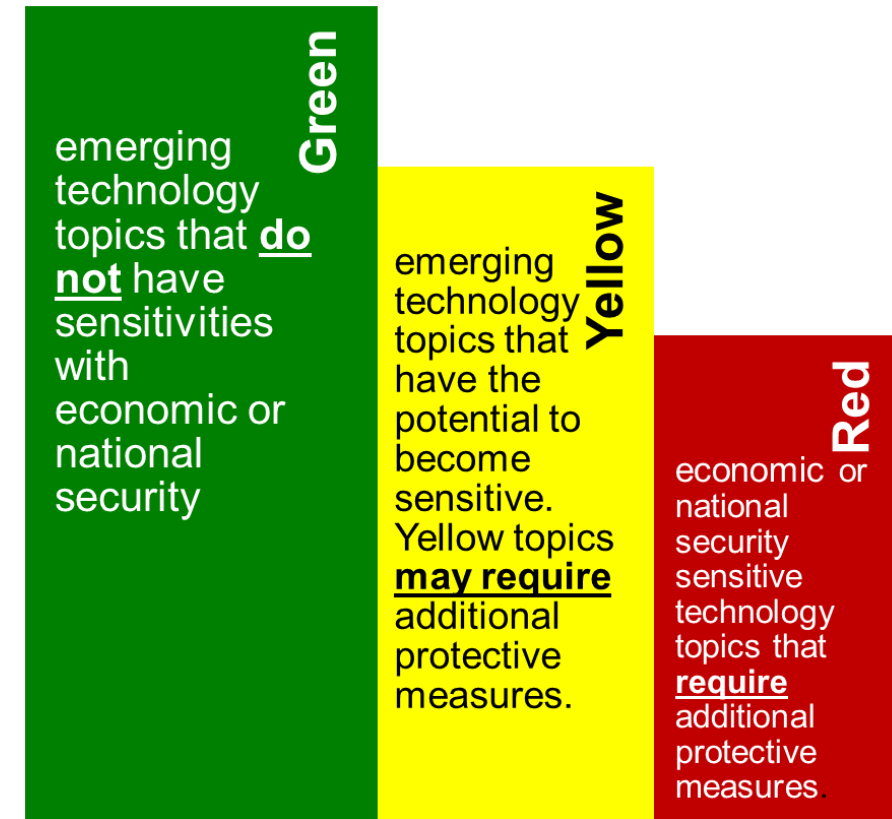 Green
emerging
technology
topics that do
not have
sensitivities
with
economic or
national
security
Yellow
emerging
technology
topics that
have the
potential to
become
sensitive.
Yellow topics
may require
additional
protective
measures.
Red
economic or
national
security
sensitive
technology
topics that
require
additional
protective
measures.